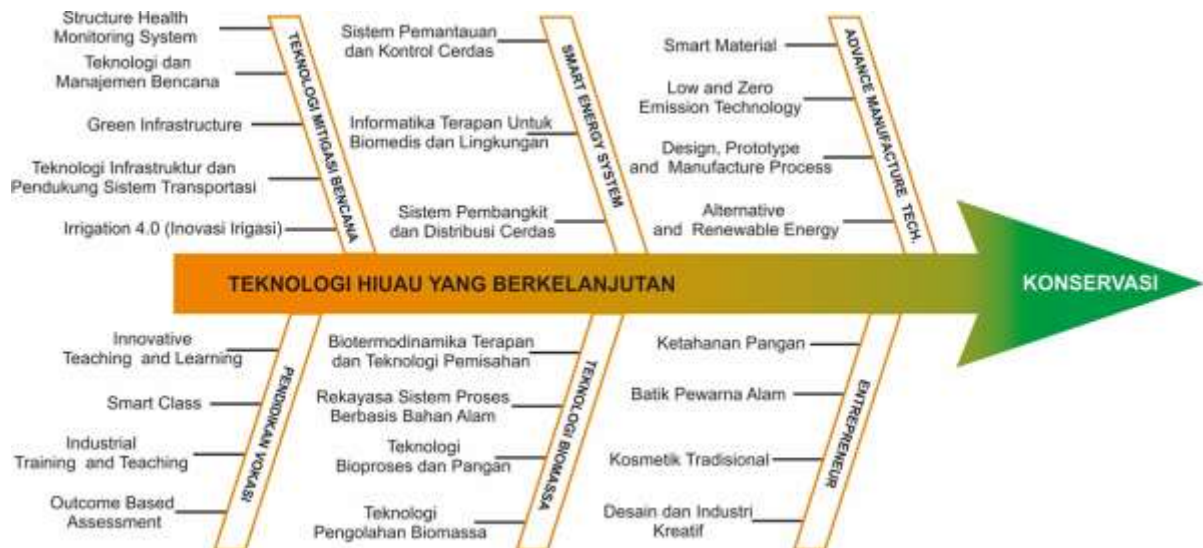 Structure Health
Monitoring System
Teknologi dan
Manajemen Bencana
Green Infrastructure
Teknologi Infrastruktur dan
Pendukung Sistem Transportasi
Irrigation 4.0 (Inovasi Irigasi)
TEKNOLOGI MITIGASI BENCANA
Sistem Pemantauan
dan Kontrol Cerdas
Informatika Terapan Untuk
Biomedis dan Lingkungan
Sistem Pembangkit
dan Distribusi Cerdas
SMART ENERGY SYSTEM
Smart Material
Low and Zero
Emission Technology
Design, Prototype
and Manufacture Process
Alternative
and Renewable Energy
ADVANCE MANUFACTURE TECH.
TEKNOLOGI HIUAU YANG BERKELANJUTAN
KONSERVASI
Innovative
Teaching and Learning
Smart Class
Industrial
Training and Teaching
Outcome Based
Assessment
PENDIDIKAN VOKASI
Biotermodinamika Terapan
dan Teknologi Pemisahan
Rekayasa Sistem Proses
Berbasis Bahan Alam
Teknologi
Bioproses dan Pangan
Teknologi
Pengolahan Biomassa
TEKNOLOGI BIOMASSA
Ketahanan Pangan
Batik Pewarna Alam
Kosmetik Tradisional
Desain dan Industri
Kreatif
ENTREPRENEUR